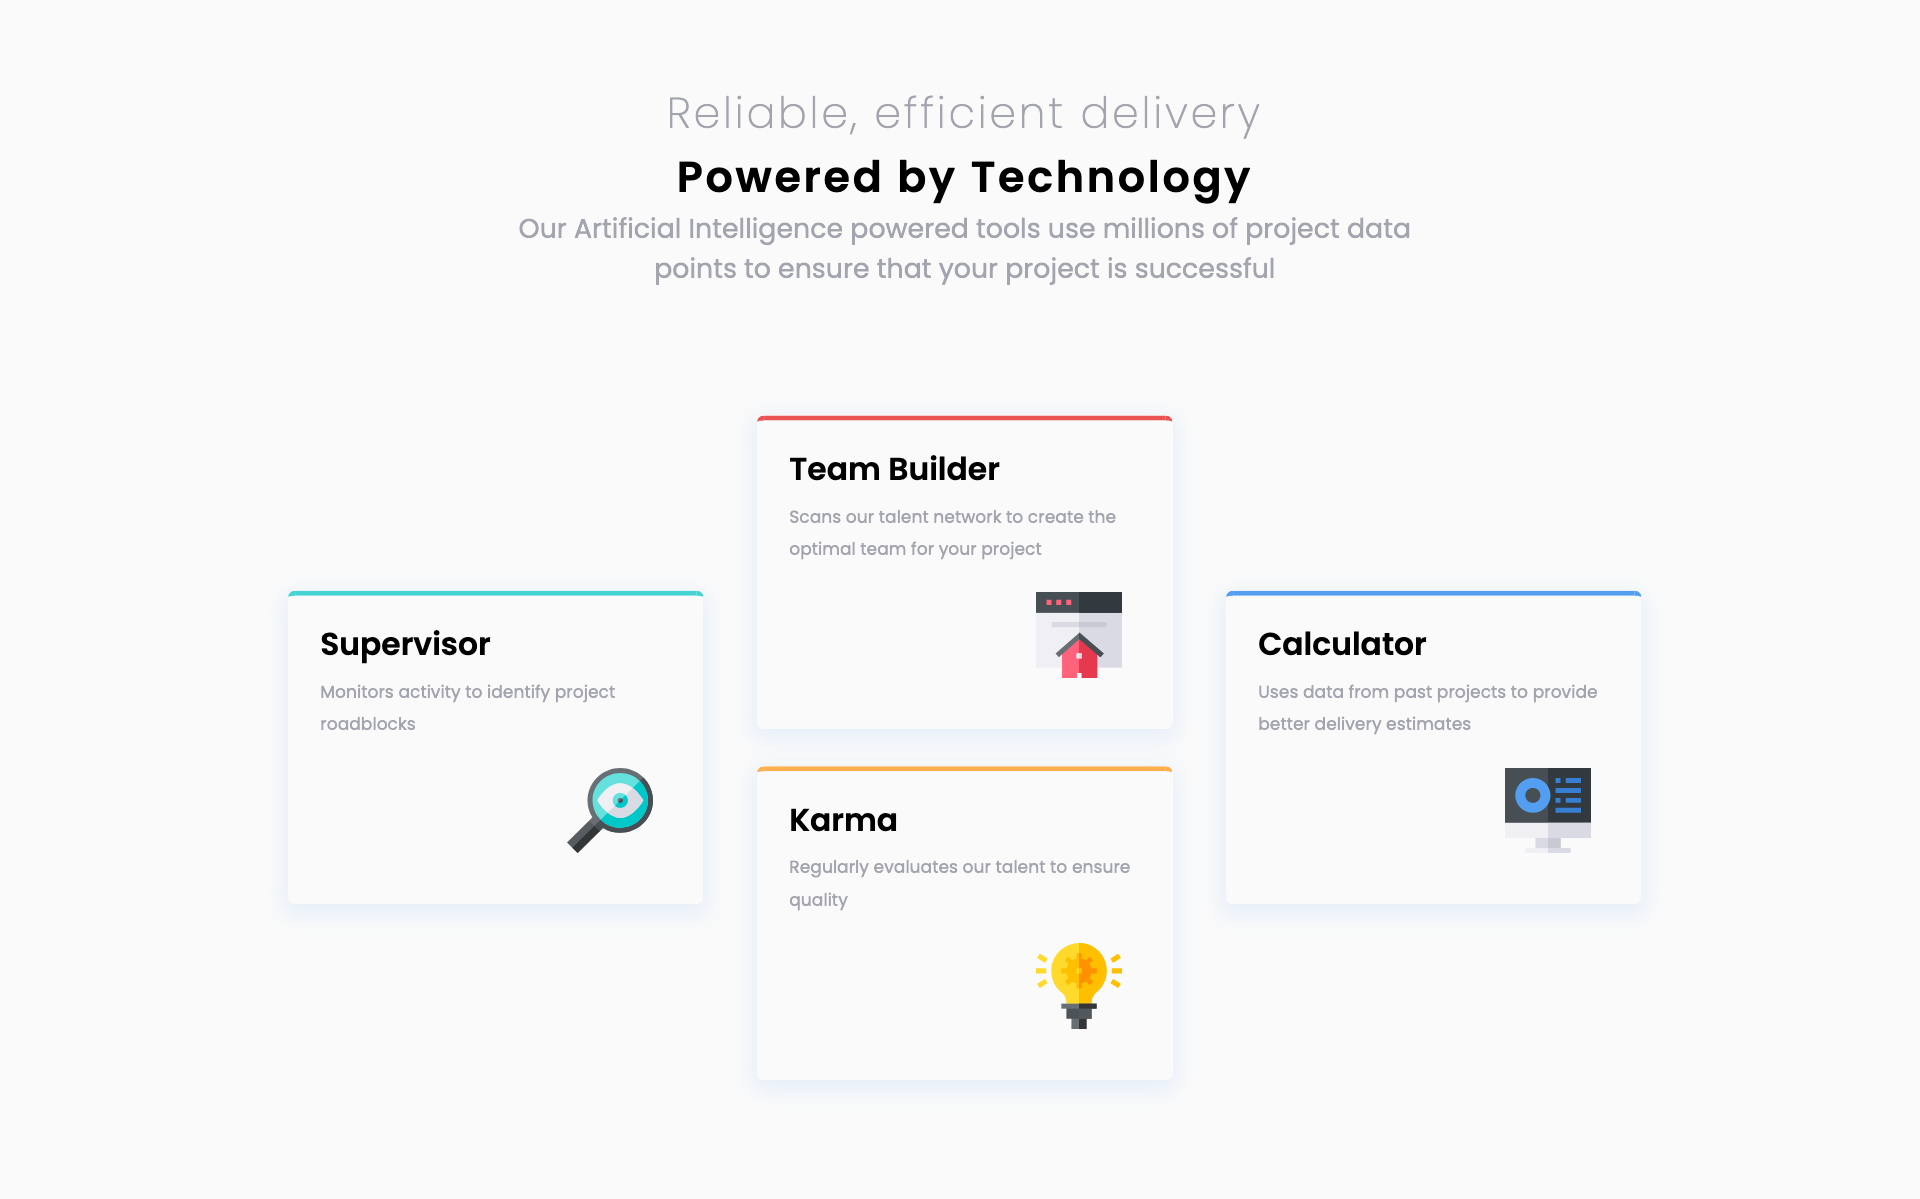 Reliable, efficient delivery
Powered by Technology
Our Artificial Intelligence powered tools use millions of project data
points to ensure that your project is successful
Supervisor
Monitors activity to identify project
roadblocks
Team Builder
Scans our talent network to create the
optimal team for your project
Karma
Regularly evaluates our talent to ensure
quality
Calculator
Uses data from past projects to provide
better delivery estimates